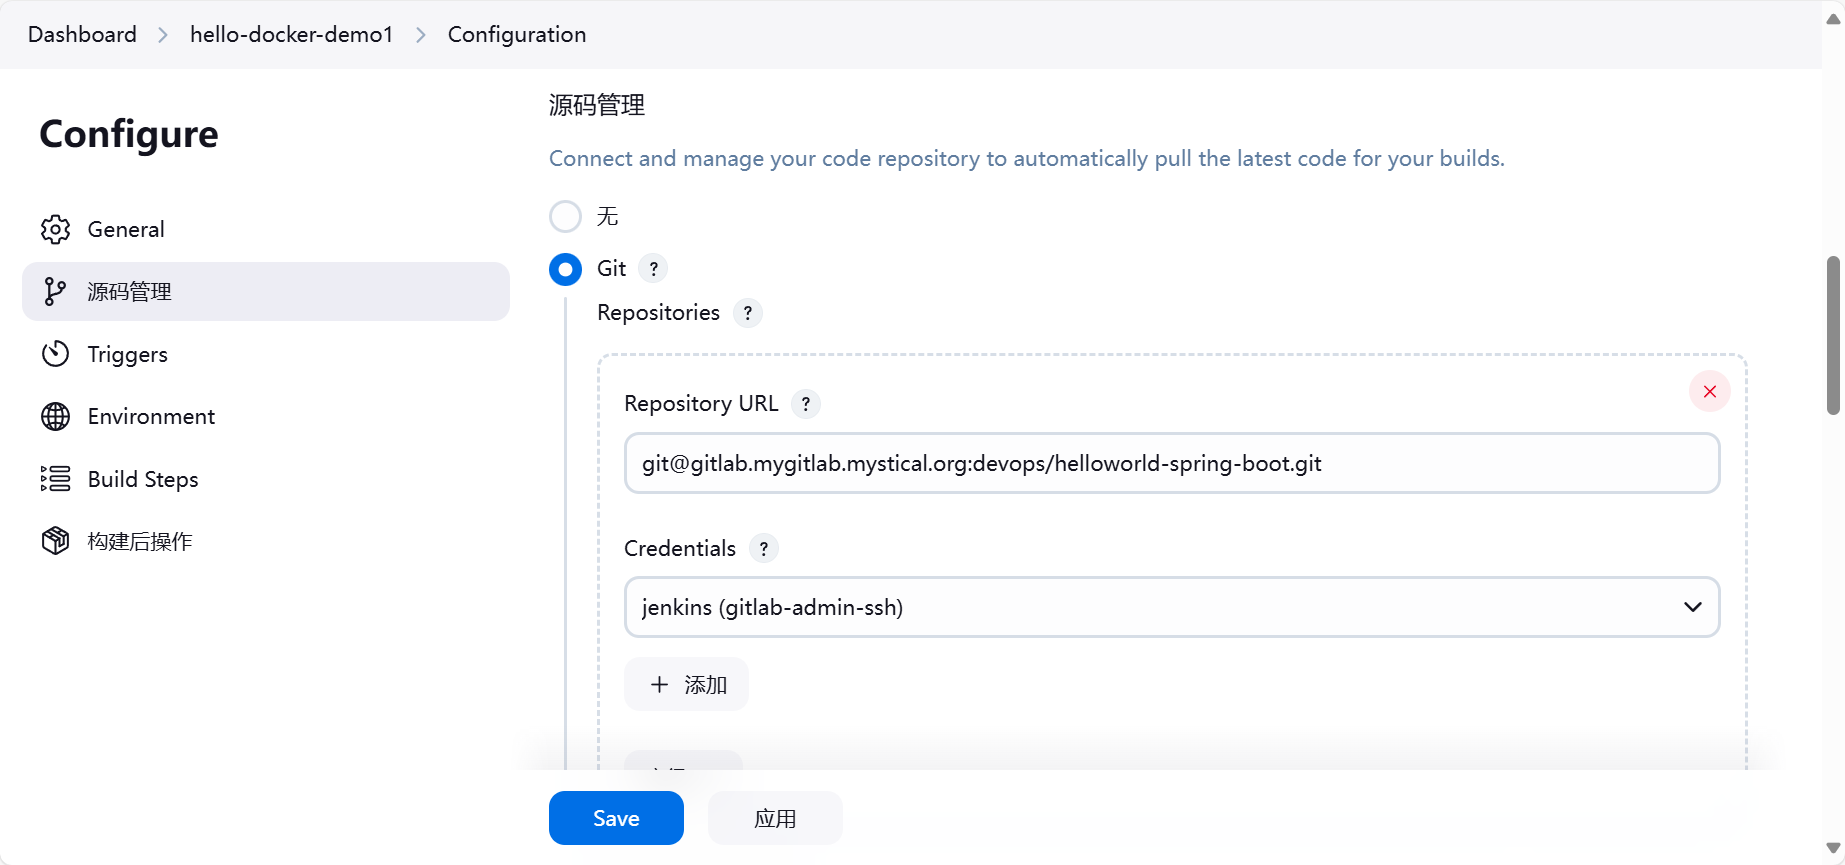 Dashboard > hello-docker-demo1 > Configuration
Configure
General
源码管理
Triggers
Environment
Build Steps
构建后操作
源码管理
Connect and manage your code repository to automatically pull the latest code for your builds.
无
Git ?
Repositories ?
Repository URL ?
git@gitlab.mygitlab.mystical.org:devops/helloworld-spring-boot.git
Credentials ?
jenkins (gitlab-admin-ssh)
+ 添加
Save
应用